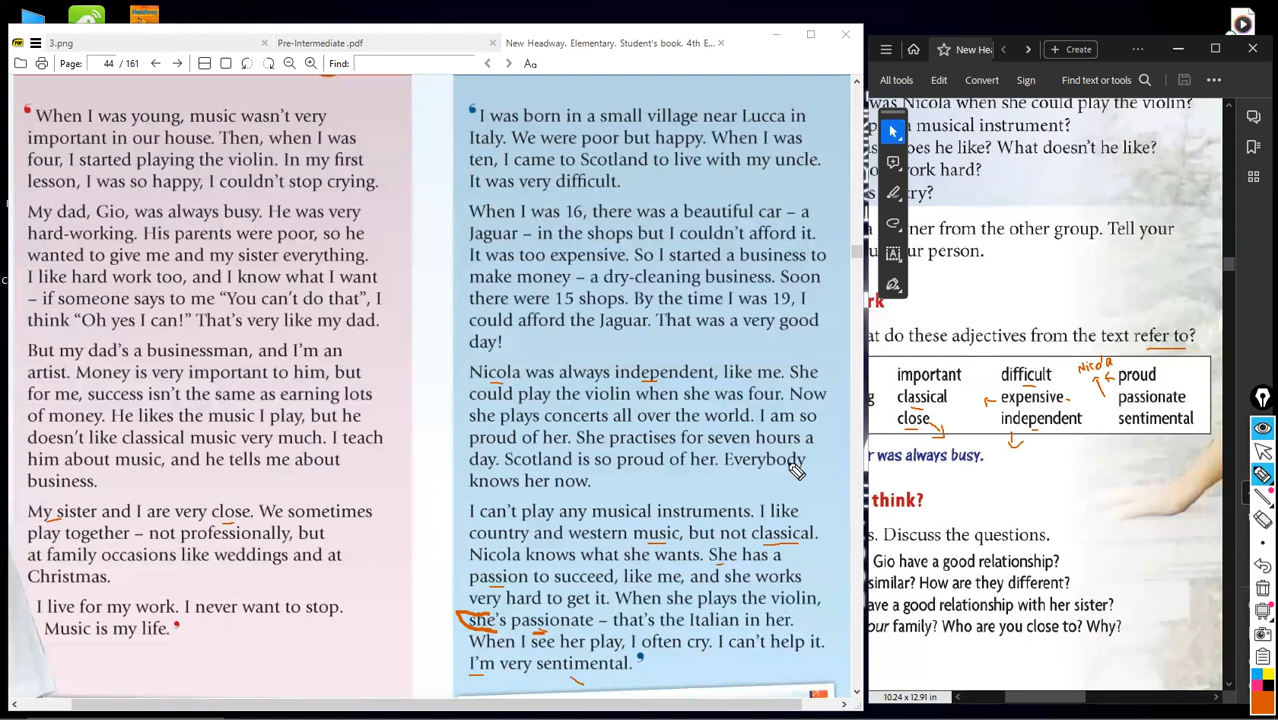 3.png
Pre-Intermediate .pdf
New Headway. Elementary. Student's book. 4th E...
Page: 44 / 161
Find:
Aa
‘When I was young, music wasn't very
important in our house. Then, when I was
four, I started playing the violin. In my first
lesson, I was so happy, I couldn't stop crying.
My dad, Gio, was always busy. He was very
hard-working. His parents were poor, so he
wanted to give me and my sister everything.
I like hard work too, and I know what I want
– if someone says to me “You can't do that”, I
think “Oh yes I can!” That's very like my dad.
But my dad's a businessman, and I'm an
artist. Money is very important to him, but
for me, success isn't the same as earning lots
of money. He likes the music I play, but he
doesn't like classical music very much. I teach
him about music, and he tells me about
business.
My sister and I are very close. We sometimes
play together – not professionally, but
at family occasions like weddings and at
Christmas.
I live for my work. I never want to stop.
Music is my life.’
‘I was born in a small village near Lucca in
Italy. We were poor but happy. When I was
ten, I came to Scotland to live with my uncle.
It was very difficult.
When I was 16, there was a beautiful car – a
Jaguar – in the shops but I couldn't afford it.
It was too expensive. So I started a business to
make money – a dry-cleaning business. Soon
there were 15 shops. By the time I was 19, I
could afford the Jaguar. That was a very good
day!
Nicola was always independent, like me. She
could play the violin when she was four. Now
she plays concerts all over the world. I am so
proud of her. She practises for seven hours a
day. Scotland is so proud of her. Everybody
knows her now.
I can't play any musical instruments. I like
country and western music, but not classical.
Nicola knows what she wants. She has a
passion to succeed, like me, and she works
very hard to get it. When she plays the violin,
she's passionate – that's the Italian in her.
When I see her play, I often cry. I can't help it.
I'm very sentimental.’
New Hea
Create
All tools Edit Convert Sign Find text or tools
was Nicola when she could play the violin?
a musical instrument?
oes he like? What doesn't he like?
ork hard?
cry?
ner from the other group. Tell your
ur person.
rk
at do these adjectives from the text refer to?
Nicola
important difficult proud
classical expensive passionate
close independent sentimental
r was always busy.
think?
s. Discuss the questions.
Gio have a good relationship?
similar? How are they different?
ave a good relationship with her sister?
our family? Who are you close to? Why?
10.24 x 12.91 in